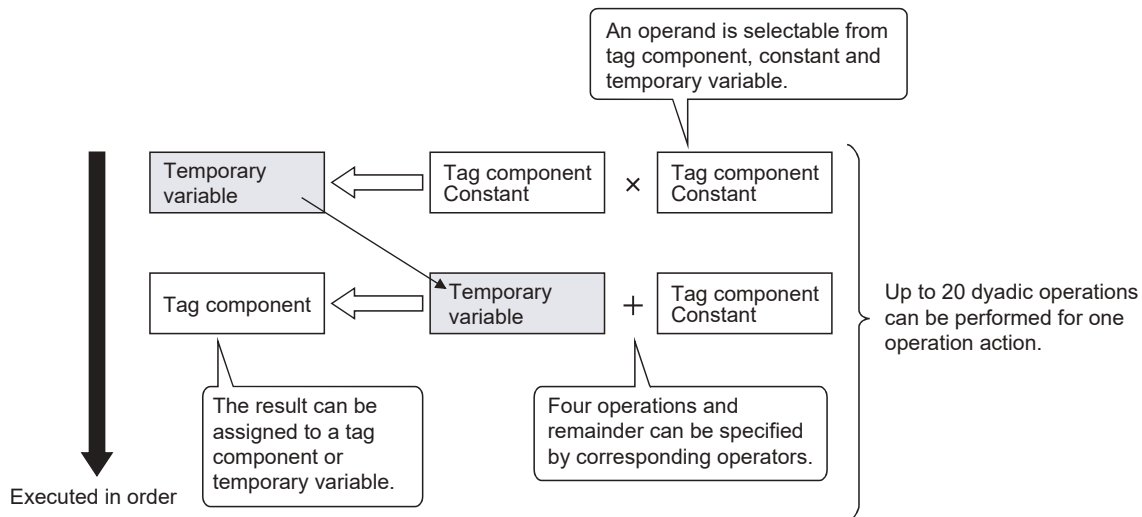 An operand is selectable from
tag component, constant and
temporary variable.
Temporary
variable
Tag component
Constant
×
Tag component
Constant
Tag component
Temporary
variable
+
Tag component
Constant
Up to 20 dyadic operations
can be performed for one
operation action.
The result can be
assigned to a tag
component or
temporary variable.
Four operations and
remainder can be specified
by corresponding operators.
Executed in order